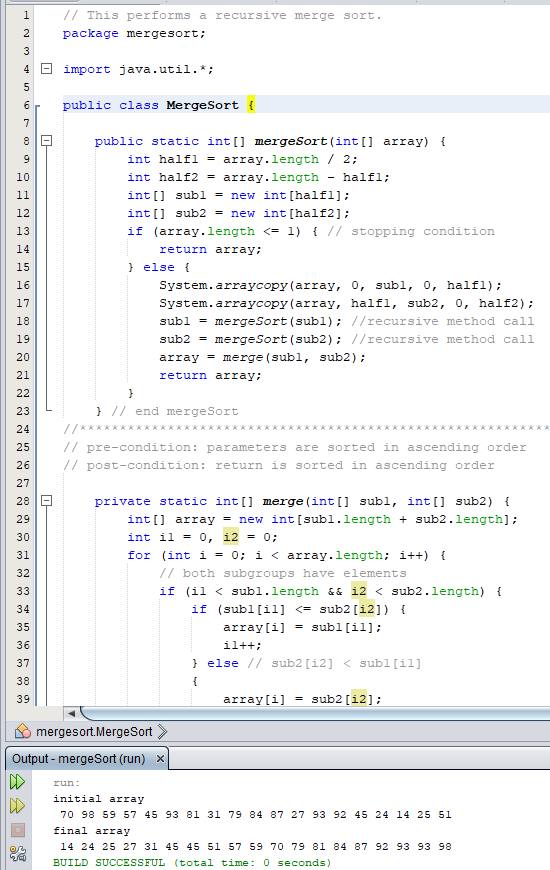 1 // This performs a recursive merge sort.
2 package mergesort;
3
4 import java.util.*;
5
6 public class MergeSort {
7
8 public static int[] mergeSort(int[] array) {
9 int half1 = array.length / 2;
10 int half2 = array.length - half1;
11 int[] sub1 = new int[half1];
12 int[] sub2 = new int[half2];
13 if (array.length <= 1) { // stopping condition
14 return array;
15 } else {
16 System.arraycopy(array, 0, sub1, 0, half1);
17 System.arraycopy(array, half1, sub2, 0, half2);
18 sub1 = mergeSort(sub1); //recursive method call
19 sub2 = mergeSort(sub2); //recursive method call
20 array = merge(sub1, sub2);
21 return array;
22 }
23 } // end mergeSort
24 //***********************************************************
25 // pre-condition: parameters are sorted in ascending order
26 // post-condition: return is sorted in ascending order
27
28 private static int[] merge(int[] sub1, int[] sub2) {
29 int[] array = new int[sub1.length + sub2.length];
30 int i1 = 0, i2 = 0;
31 for (int i = 0; i < array.length; i++) {
32 // both subgroups have elements
33 if (i1 < sub1.length && i2 < sub2.length) {
34 if (sub1[i1] <= sub2[i2]) {
35 array[i] = sub1[i1];
36 i1++;
37 } else // sub2[i2] < sub1[i1]
38 {
39 array[i] = sub2[i2];
mergesort.MergeSort
Output - mergeSort (run) ×
run:
initial array
70 98 59 57 45 93 81 31 79 84 87 27 93 92 45 24 14 25 51
final array
14 24 25 27 31 45 45 51 57 59 70 79 81 84 87 92 93 93 98
BUILD SUCCESSFUL (total time: 0 seconds)